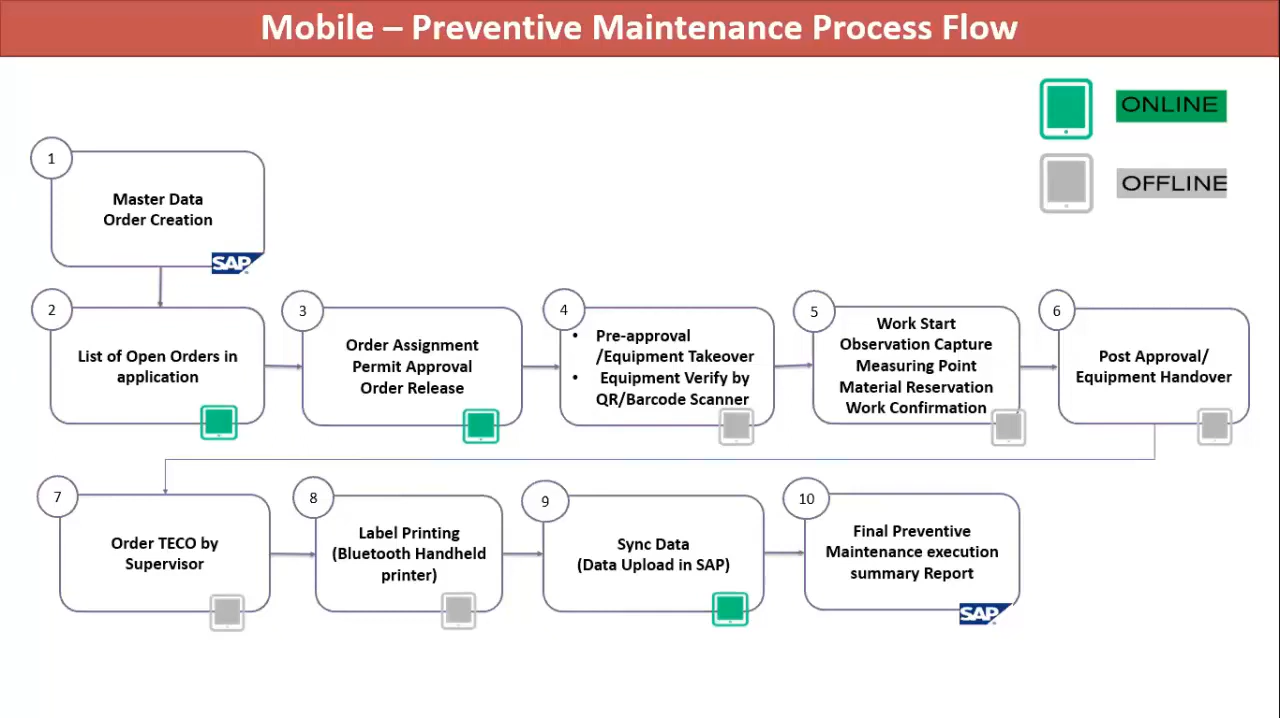 Mobile – Preventive Maintenance Process Flow
ONLINE
OFFLINE
1
Master Data
Order Creation
SAP
2
List of Open Orders in
application
3
Order Assignment
Permit Approval
Order Release
4
• Pre-approval
/Equipment Takeover
• Equipment Verify by
QR/Barcode Scanner
5
Work Start
Observation Capture
Measuring Point
Material Reservation
Work Confirmation
6
Post Approval/
Equipment Handover
7
Order TECO by
Supervisor
8
Label Printing
(Bluetooth Handheld
printer)
9
Sync Data
(Data Upload in SAP)
10
Final Preventive
Maintenance execution
summary Report
SAP